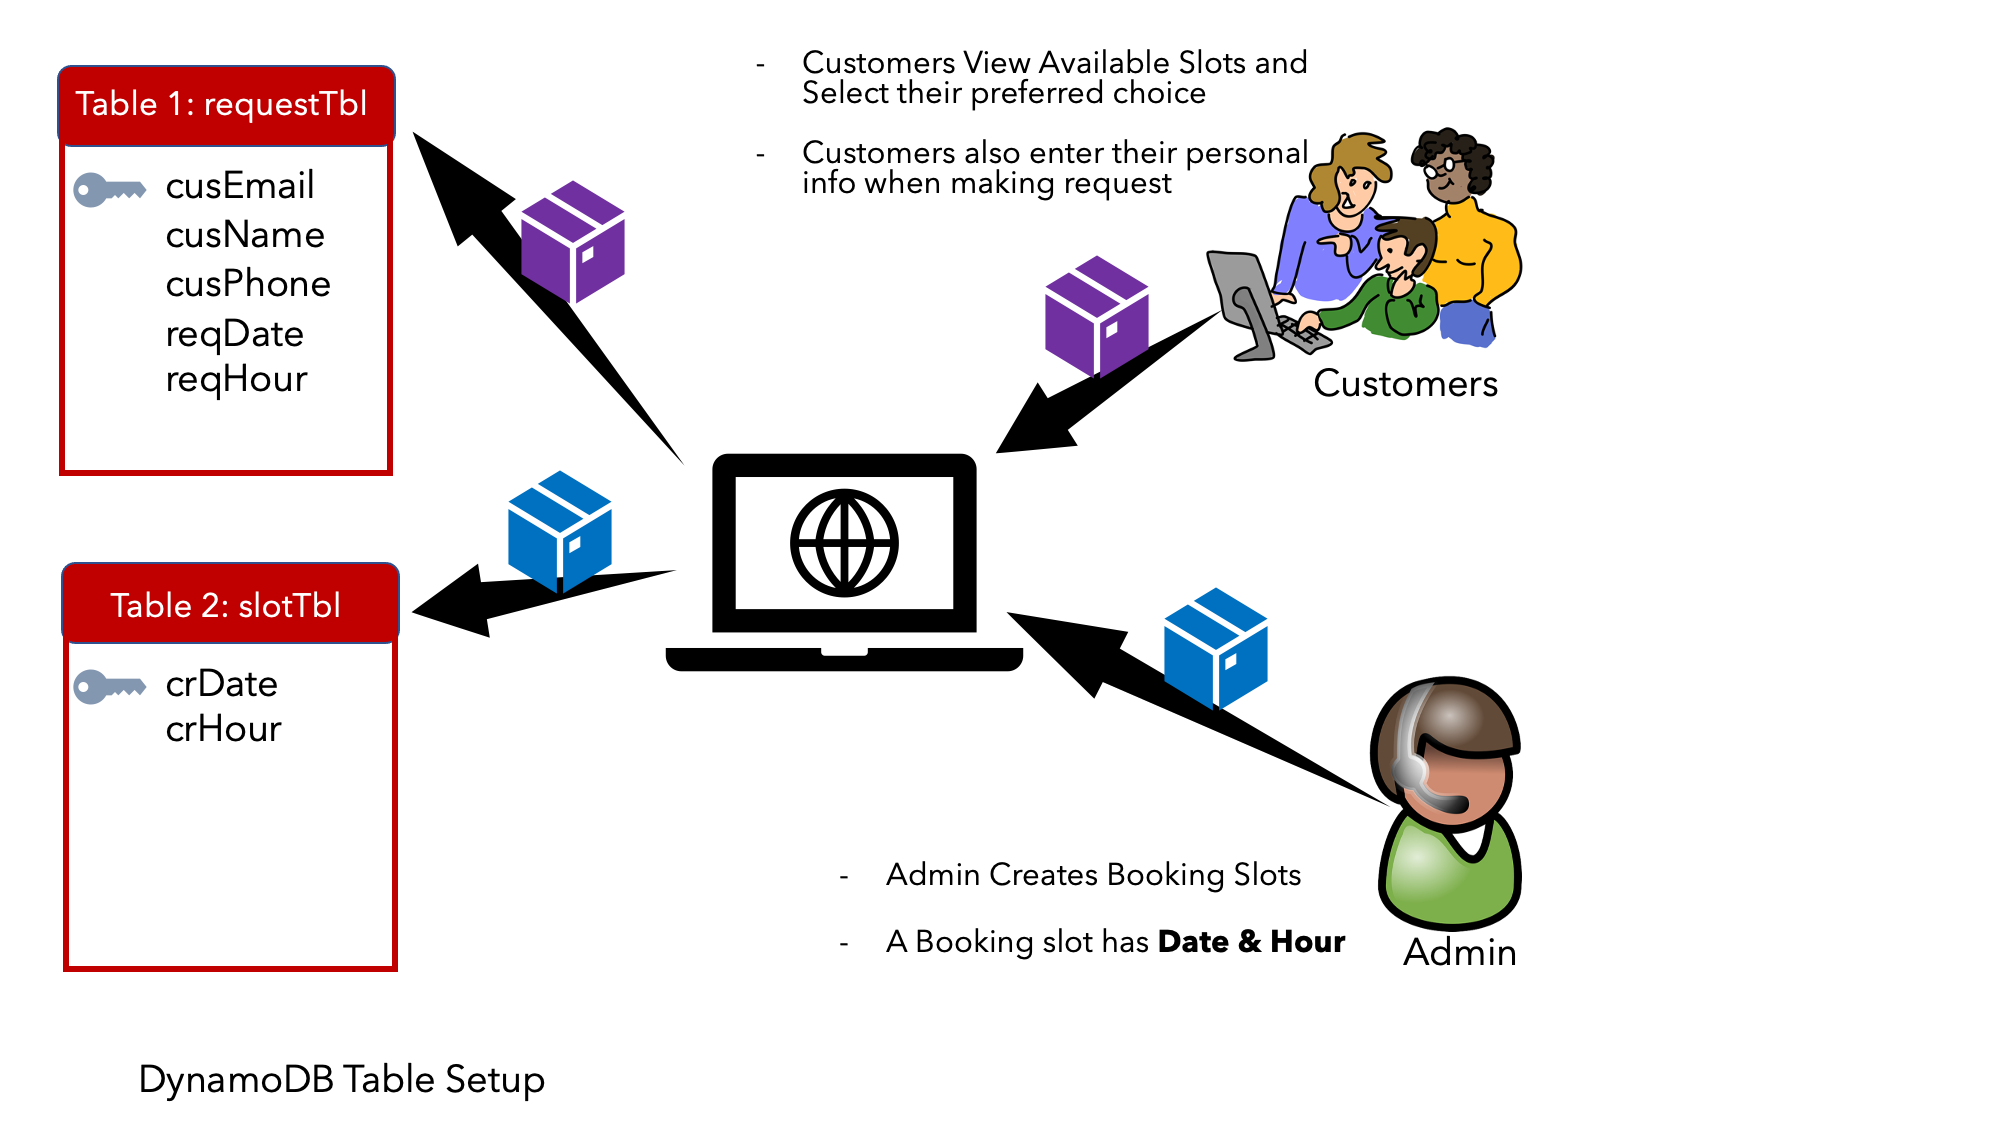 Table 1: requestTbl
cusEmail
cusName
cusPhone
reqDate
reqHour
- Customers View Available Slots and
Select their preferred choice
- Customers also enter their personal
info when making request
Customers
Table 2: slotTbl
crDate
crHour
- Admin Creates Booking Slots
- A Booking slot has Date & Hour
Admin
DynamoDB Table Setup